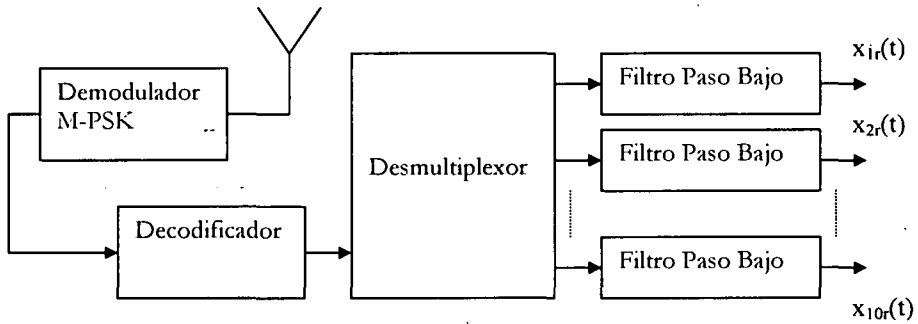 Demodulador
M-PSK
Decodificador
Desmultiplexor
Filtro Paso Bajo
x1r(t)
Filtro Paso Bajo
x2r(t)
Filtro Paso Bajo
x10r(t)